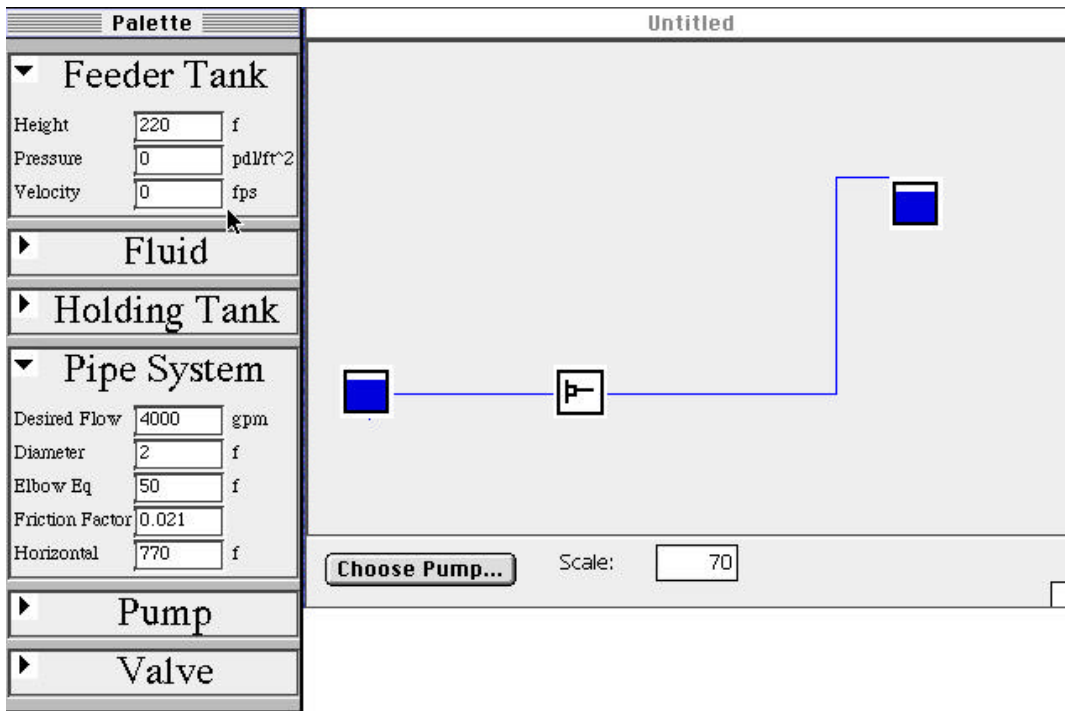 Palette
Feeder Tank
Height 220 f
Pressure 0 pdl/ft^2
Velocity 0 fps
Fluid
Holding Tank
Pipe System
Desired Flow 4000 gpm
Diameter 2 f
Elbow Eq 50 f
Friction Factor 0.021
Horizontal 770 f
Pump
Valve
Untitled
Choose Pump... Scale: 70